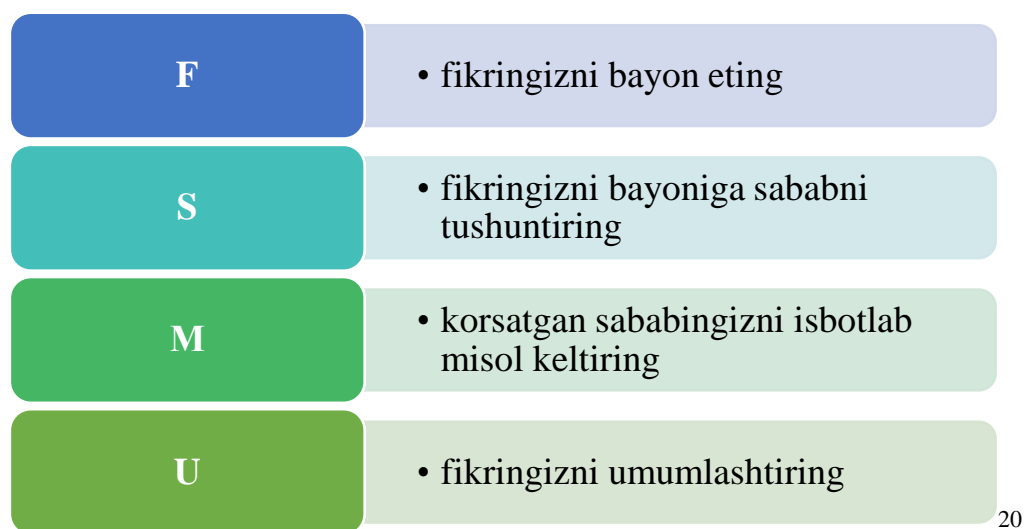 F
• fikringizni bayon eting
S
• fikringizni bayoniga sababni
tushuntiring
M
• korsatgan sababingizni isbotlab
misol keltiring
U
• fikringizni umumlashtiring
20